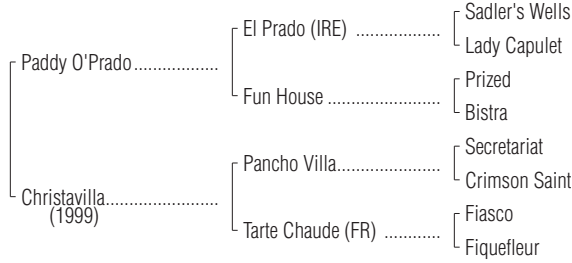 Sadler's Wells
El Prado (IRE) ..................
Lady Capulet
Paddy O'Prado..................
Prized
Fun House ........................
Bistra
Secretariat
Pancho Villa......................
Crimson Saint
Christavilla........................
(1999)
Fiasco
Tarte Chaude (FR) ............
Fiquefleur